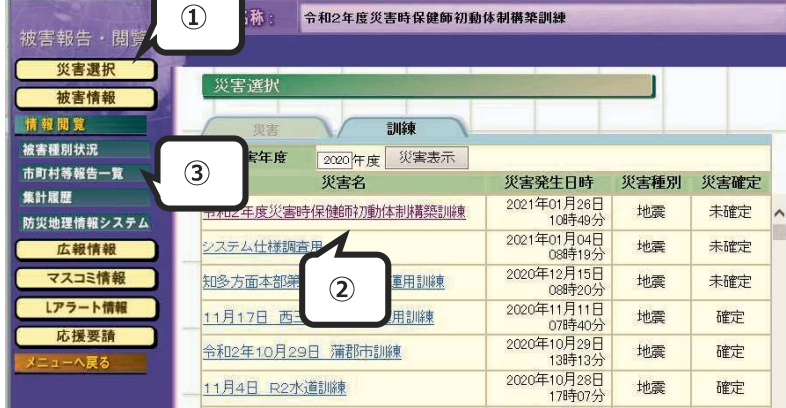 ①
称：
令和2年度災害時保健師初動体制構築訓練
被害報告・閲
災害選択
被害情報
情報閲覧
被害種別状況
市町村等報告一覧
集計履歴
防災地理情報システム
広報情報
マスコミ情報
Lアラート情報
応援要請
メニューへ戻る
③
災害選択
災害
訓練
害年度 2020年度 災害表示
災害名 災害発生日時 災害種別 災害確定
令和2年度災害時保健師初動体制構築訓練 2021年01月26日 10時49分 地震 未確定
システム仕様調査用 2021年01月04日 08時19分 地震 未確定
知多方面本部第 運用訓練 2020年12月15日 08時20分 地震 未確定
②
11月17日 西三 用訓練 2020年11月11日 07時40分 地震 確定
令和2年10月29日 蒲郡市訓練 2020年10月29日 13時13分 地震 確定
11月4日 R2水道訓練 2020年10月28日 17時07分 地震 確定